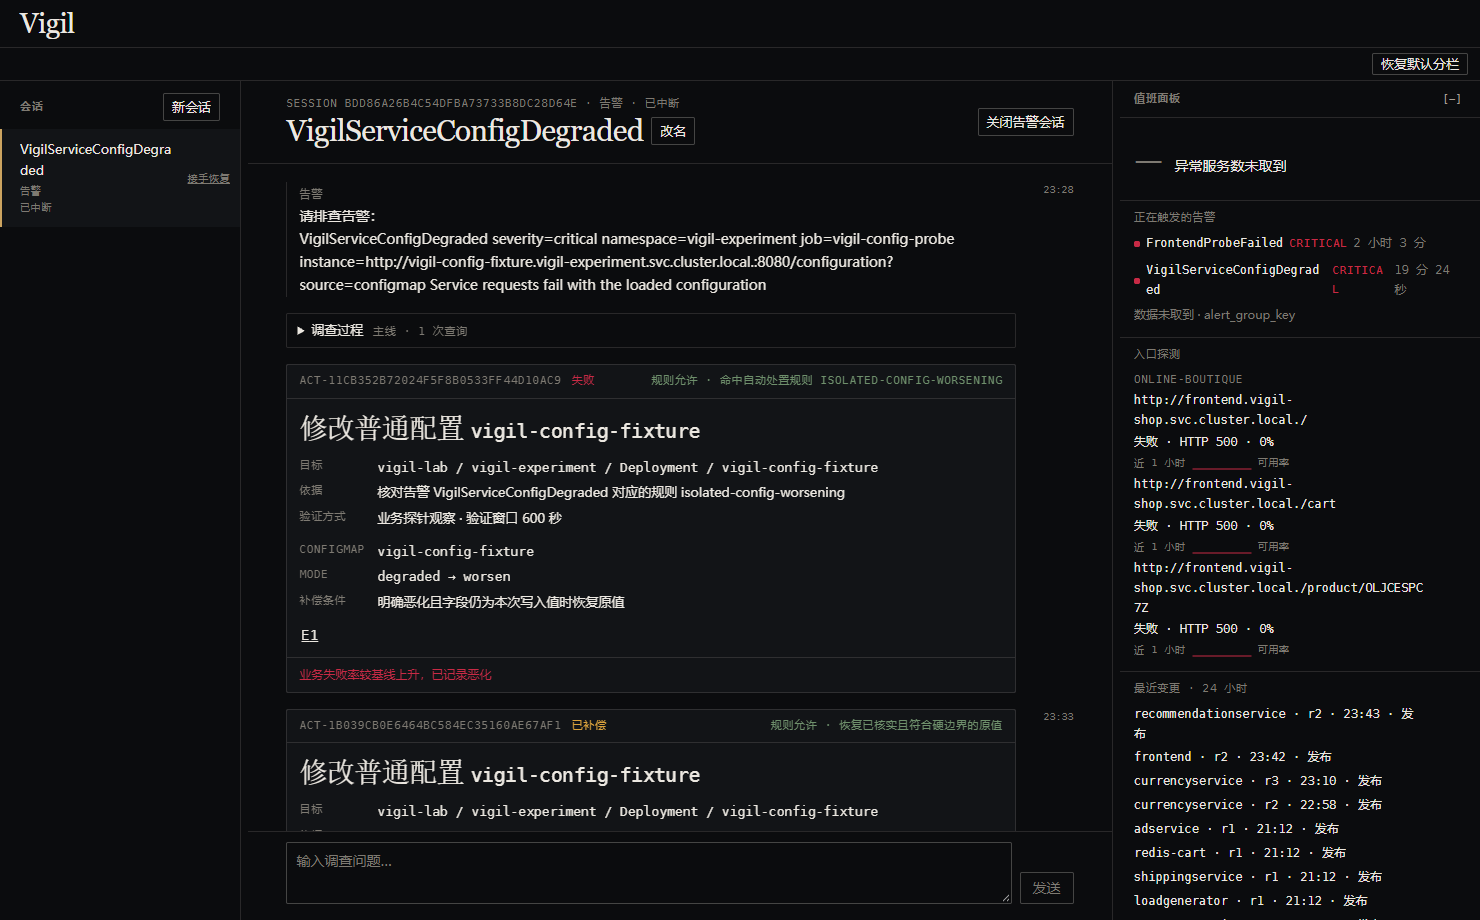 Vigil
恢复默认分栏
会话
新会话
VigilServiceConfigDegra
ded
告警
已中断
接手恢复
SESSION BDD86A26B4C54DFBA73733B8DC28D64E · 告警 · 已中断
VigilServiceConfigDegraded
改名
关闭告警会话
告警
23:28
请排查告警：
VigilServiceConfigDegraded severity=critical namespace=vigil-experiment job=vigil-config-probe
instance=http://vigil-config-fixture.vigil-experiment.svc.cluster.local.:8080/configuration?
source=configmap Service requests fail with the loaded configuration
▶ 调查过程 主线 · 1 次查询
ACT-11CB352B72024F5F8B0533FF44D10AC9 失败 规则允许 · 命中自动处置规则 ISOLATED-CONFIG-WORSENING
修改普通配置 vigil-config-fixture
目标 vigil-lab / vigil-experiment / Deployment / vigil-config-fixture
依据 核对告警 VigilServiceConfigDegraded 对应的规则 isolated-config-worsening
验证方式 业务探针观察 · 验证窗口 600 秒
CONFIGMAP vigil-config-fixture
MODE degraded → worsen
补偿条件 明确恶化且字段仍为本次写入值时恢复原值
E1
业务失败率较基线上升，已记录恶化
ACT-1B039CB0E6464BC584EC35160AE67AF1 已补偿 规则允许 · 恢复已核实且符合硬边界的原值
23:33
修改普通配置 vigil-config-fixture
目标 vigil-lab / vigil-experiment / Deployment / vigil-config-fixture
输入调查问题...
发送
值班面板 [−]
— 异常服务数未取到
正在触发的告警
FrontendProbeFailed CRITICAL 2 小时 3 分
VigilServiceConfigDegrad CRITICA 19 分 24
ed L 秒
数据未取到 · alert_group_key
入口探测
ONLINE-BOUTIQUE
http://frontend.vigil-
shop.svc.cluster.local./
失败 · HTTP 500 · 0%
近 1 小时 可用率
http://frontend.vigil-
shop.svc.cluster.local./cart
失败 · HTTP 500 · 0%
近 1 小时 可用率
http://frontend.vigil-
shop.svc.cluster.local./product/OLJCESPC
7Z
失败 · HTTP 500 · 0%
近 1 小时 可用率
最近变更 · 24 小时
recommendationservice · r2 · 23:43 · 发
布
frontend · r2 · 23:42 · 发布
currencyservice · r3 · 23:10 · 发布
currencyservice · r2 · 22:58 · 发布
adservice · r1 · 21:12 · 发布
redis-cart · r1 · 21:12 · 发布
shippingservice · r1 · 21:12 · 发布
loadgenerator · r1 · 21:12 · 发布